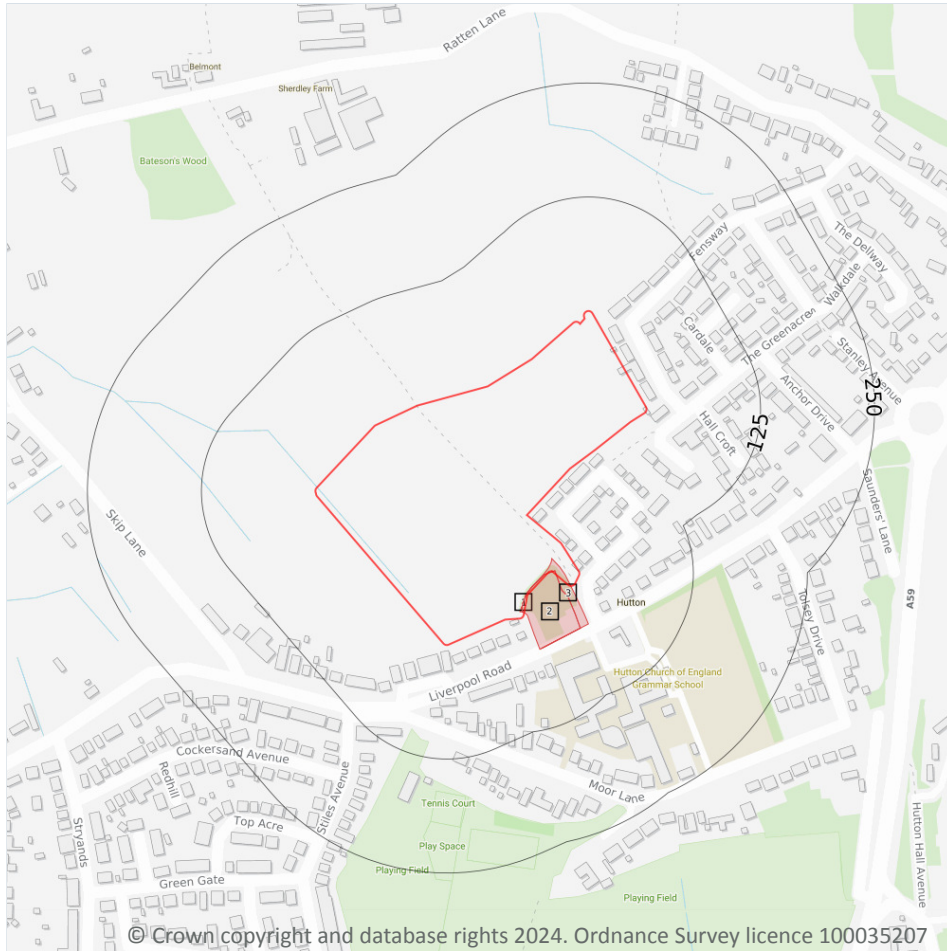 Ratten Lane
Belmont
Sherdley Farm
Bateson's Wood
Fensway
The Dellway
Walkdale
Cardale
The Greenacres
Stanley Avenue
Anchor Drive
250
Hall Croft
125
Saunders' Lane
Skip Lane
A59
1
3
2
Hutton
Tolsey Drive
Liverpool Road
Hutton Church of England
Grammar School
Cockersand Avenue
Redhill
Moor Lane
Stiles Avenue
Tennis Court
Top Acre
Stryands
Play Space
Hutton Hall Avenue
Playing Field
Green Gate
Playing Field
© Crown copyright and database rights 2024. Ordnance Survey licence 100035207